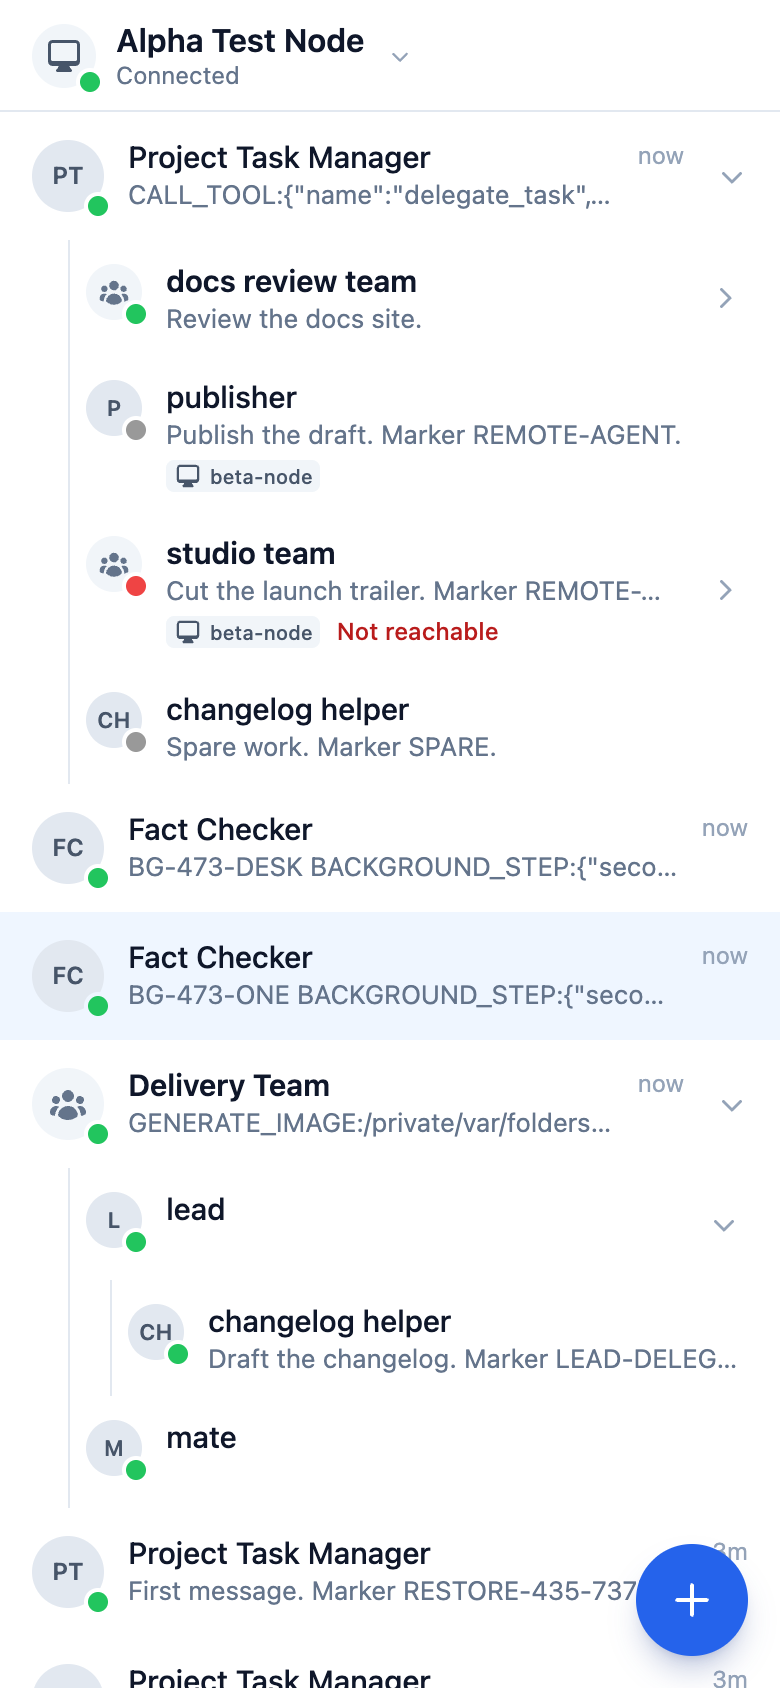 Alpha Test Node
Connected
PT
Project Task Manager
now
CALL_TOOL:{"name":"delegate_task",...
docs review team
Review the docs site.
P
publisher
Publish the draft. Marker REMOTE-AGENT.
beta-node
studio team
Cut the launch trailer. Marker REMOTE-...
beta-node
Not reachable
CH
changelog helper
Spare work. Marker SPARE.
FC
Fact Checker
now
BG-473-DESK BACKGROUND_STEP:{"seco...
FC
Fact Checker
now
BG-473-ONE BACKGROUND_STEP:{"seco...
Delivery Team
now
GENERATE_IMAGE:/private/var/folders...
L
lead
CH
changelog helper
Draft the changelog. Marker LEAD-DELEG...
M
mate
PT
Project Task Manager
3m
First message. Marker RESTORE-435-737
Project Task Manager
3m